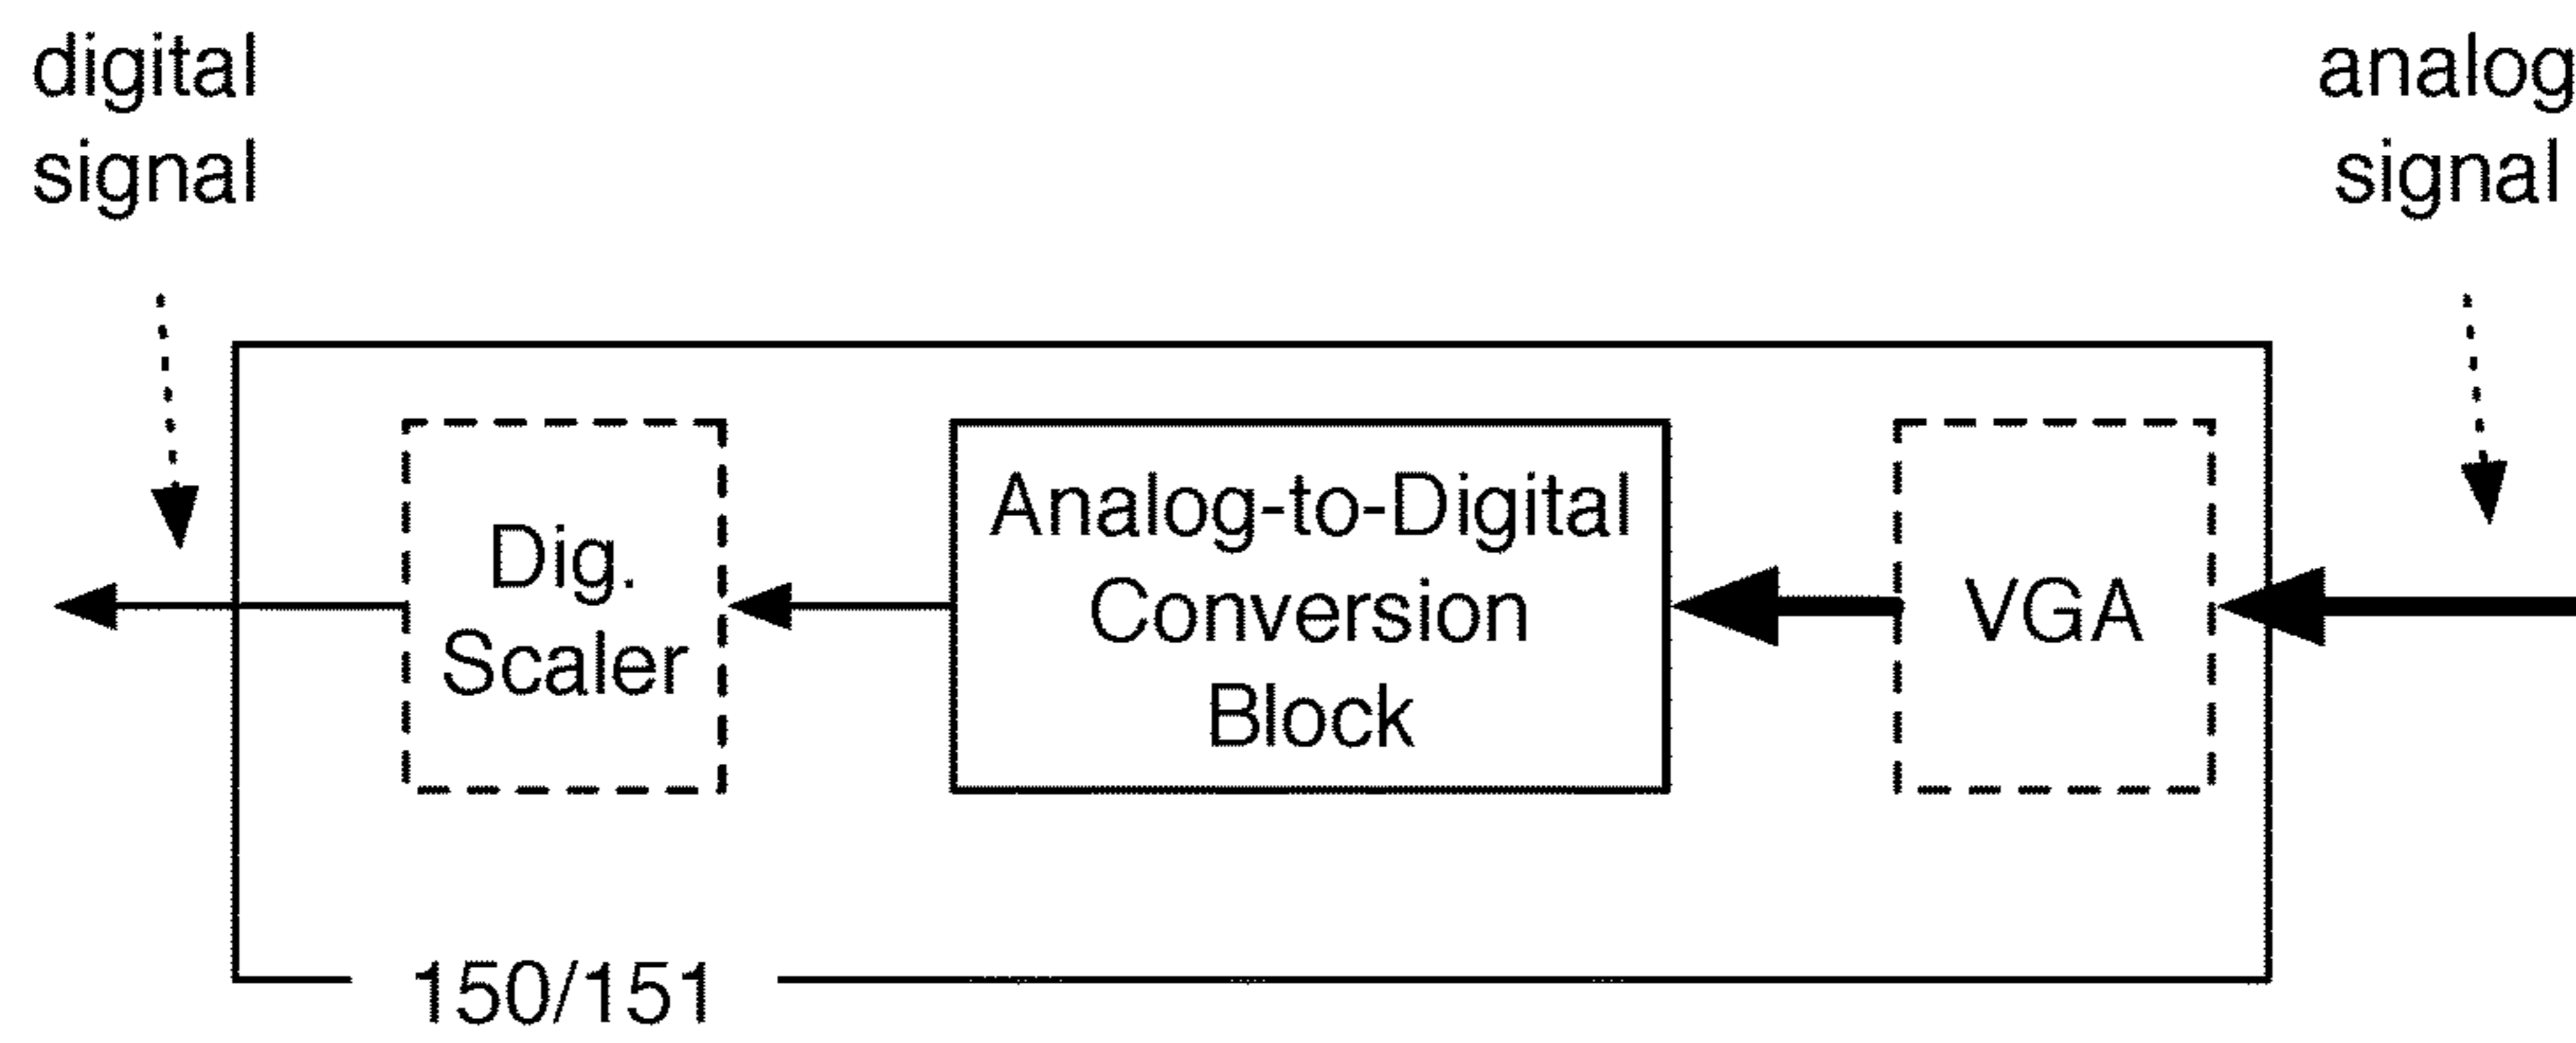 digital
signal
analog
signal
Dig.
Scaler
Analog-to-Digital
Conversion
Block
VGA
150/151